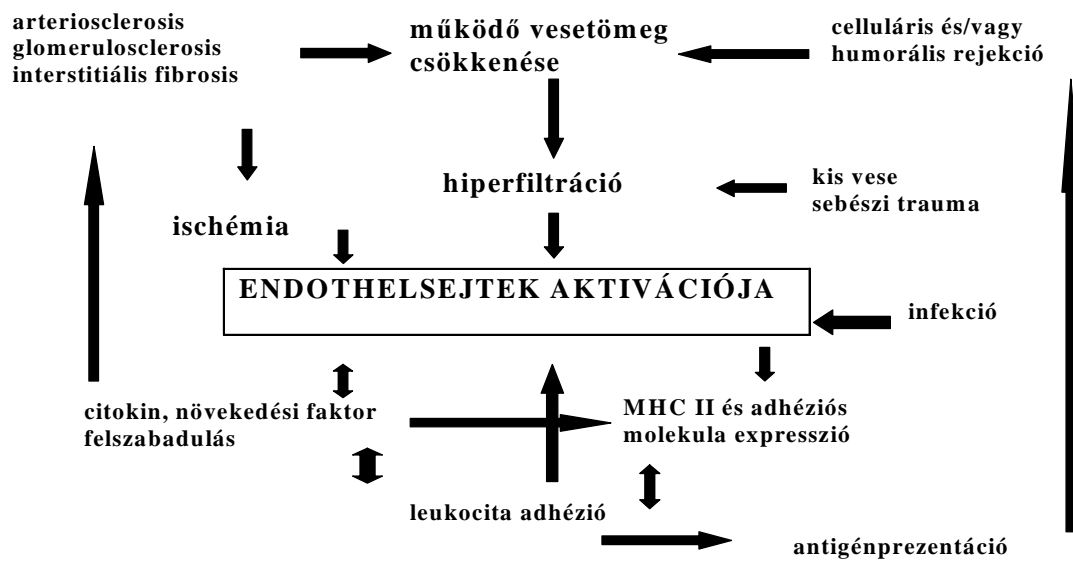 arteriosclerosis
glomerulosclerosis
interstitiális fibrosis
működő vesetömeg
csökkenése
celluláris és/vagy
humorális rejekció
hiperfiltráció
kis vese
sebészi trauma
ischémia
ENDOTHELSEJTEK AKTIVÁCIÓJA
infekció
citokin, növekedési faktor
felszabadulás
MHC II és adhéziós
molekula expresszió
leukocita adhézió
antigénprezentáció